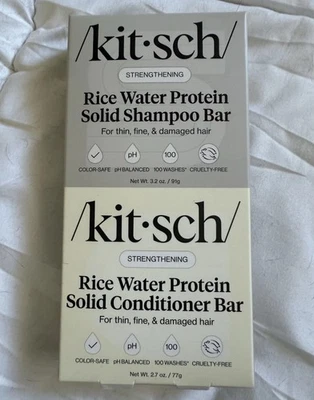 /kit·sch/
STRENGTHENING
Rice Water Protein
Solid Shampoo Bar
For thin, fine, & damaged hair
pH 100
COLOR-SAFE pH BALANCED 100 WASHES* CRUELTY-FREE
Net Wt. 3.2 oz. / 91g
/kit·sch/
STRENGTHENING
Rice Water Protein
Solid Conditioner Bar
For thin, fine, & damaged hair
pH 100
COLOR-SAFE pH BALANCED 100 WASHES* CRUELTY-FREE
Net Wt. 2.7 oz. / 77g